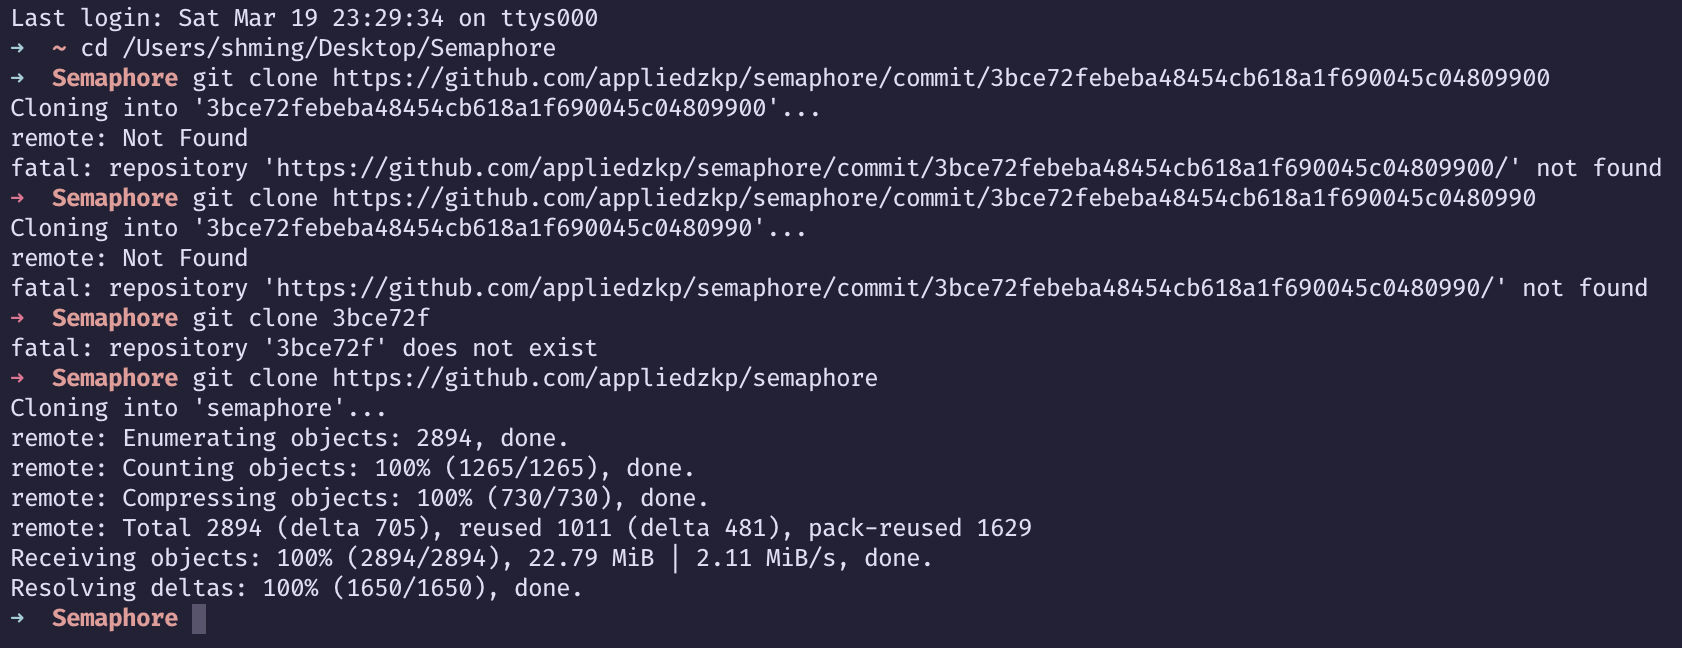 Last login: Sat Mar 19 23:29:34 on ttys000
→ ~ cd /Users/shming/Desktop/Semaphore
→ Semaphore git clone https://github.com/appliedzkp/semaphore/commit/3bce72febeba48454cb618a1f690045c04809900
Cloning into '3bce72febeba48454cb618a1f690045c04809900'...
remote: Not Found
fatal: repository 'https://github.com/appliedzkp/semaphore/commit/3bce72febeba48454cb618a1f690045c04809900/' not found
→ Semaphore git clone https://github.com/appliedzkp/semaphore/commit/3bce72febeba48454cb618a1f690045c0480990
Cloning into '3bce72febeba48454cb618a1f690045c0480990'...
remote: Not Found
fatal: repository 'https://github.com/appliedzkp/semaphore/commit/3bce72febeba48454cb618a1f690045c0480990/' not found
→ Semaphore git clone 3bce72f
fatal: repository '3bce72f' does not exist
→ Semaphore git clone https://github.com/appliedzkp/semaphore
Cloning into 'semaphore'...
remote: Enumerating objects: 2894, done.
remote: Counting objects: 100% (1265/1265), done.
remote: Compressing objects: 100% (730/730), done.
remote: Total 2894 (delta 705), reused 1011 (delta 481), pack-reused 1629
Receiving objects: 100% (2894/2894), 22.79 MiB | 2.11 MiB/s, done.
Resolving deltas: 100% (1650/1650), done.
→ Semaphore